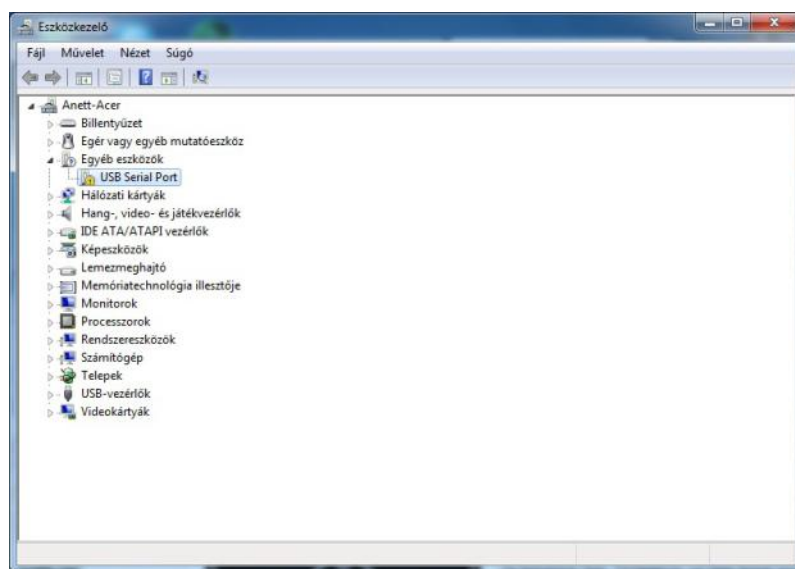 Eszközkezelő
Fájl Művelet Nézet Súgó
Anett-Acer
Billentyűzet
Egér vagy egyéb mutatóeszköz
Egyéb eszközök
USB Serial Port
Hálózati kártyák
Hang-, video- és játékvezérlők
IDE ATA/ATAPI vezérlők
Képeszközök
Lemezmeghajtó
Memóriatechnológia illesztője
Monitorok
Processzorok
Rendszereszközök
Számítógép
Telepek
USB-vezérlők
Videokártyák